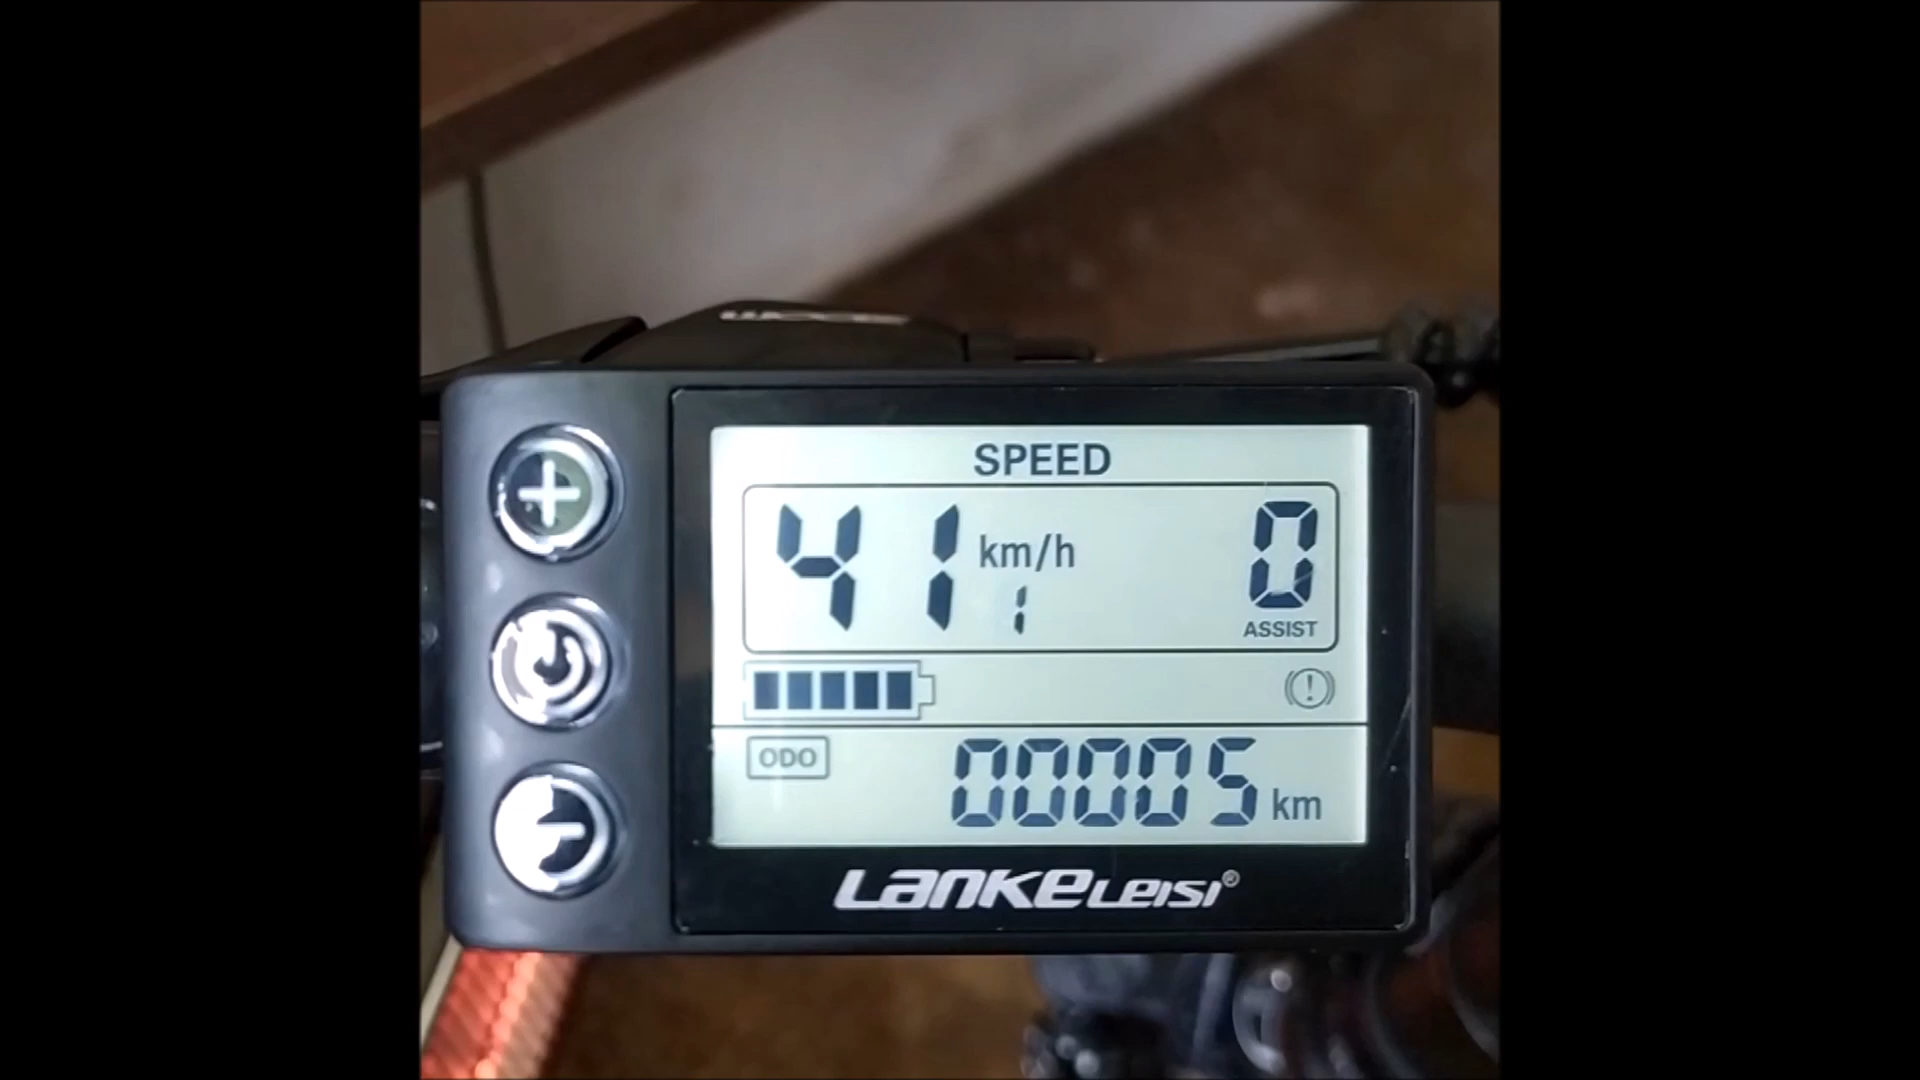 SPEED
41 km/h 0
1
ASSIST
ODO
00005 km
LANKELEISI®